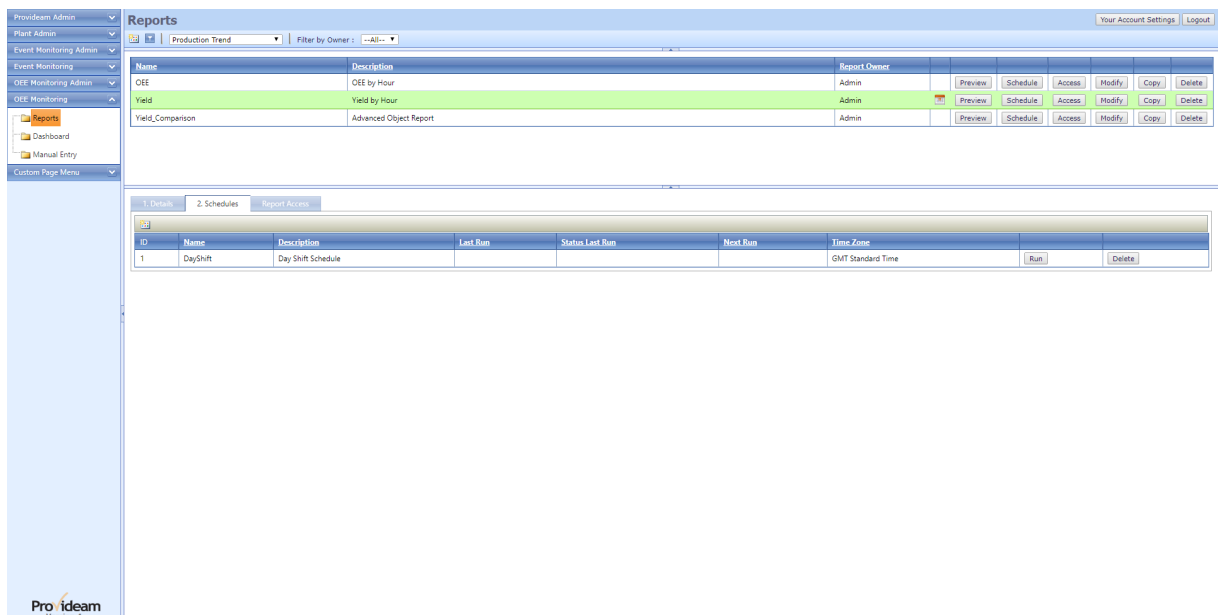 Provideam Admin
Plant Admin
Event Monitoring Admin
Event Monitoring
OEE Monitoring Admin
OEE Monitoring
Reports
Dashboard
Manual Entry
Custom Page Menu
Reports
Your Account Settings Logout
Production Trend Filter by Owner : --All--
Name Description Report Owner
OEE OEE by Hour Admin Preview Schedule Access Modify Copy Delete
Yield Yield by Hour Admin Preview Schedule Access Modify Copy Delete
Yield_Comparison Advanced Object Report Admin Preview Schedule Access Modify Copy Delete
1. Details 2. Schedules Report Access
ID Name Description Last Run Status Last Run Next Run Time Zone
1 DayShift Day Shift Schedule GMT Standard Time Run Delete
Provideam